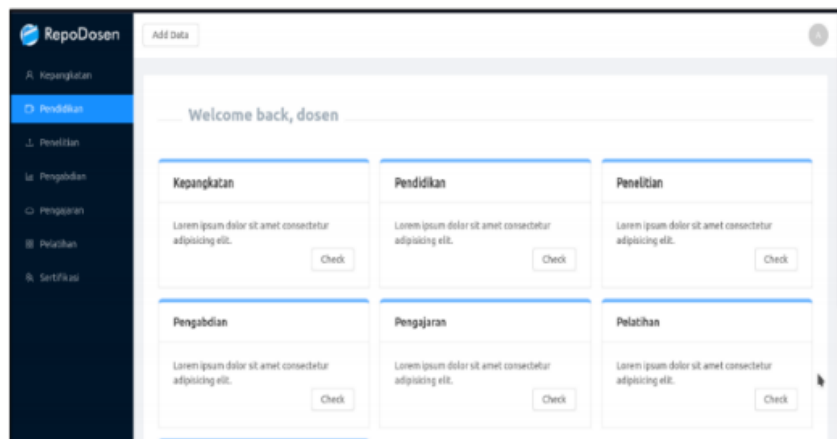 RepoDosen
Add Data
A
Kepangkatan
Pendidikan
Penelitian
Pengabdian
Pengajaran
Pelatihan
Sertifikasi
Welcome back, dosen
Kepangkatan
Lorem ipsum dolor sit amet consectetur
adipisicing elit.
Check
Pendidikan
Lorem ipsum dolor sit amet consectetur
adipisicing elit.
Check
Penelitian
Lorem ipsum dolor sit amet consectetur
adipisicing elit.
Check
Pengabdian
Lorem ipsum dolor sit amet consectetur
adipisicing elit.
Check
Pengajaran
Lorem ipsum dolor sit amet consectetur
adipisicing elit.
Check
Pelatihan
Lorem ipsum dolor sit amet consectetur
adipisicing elit.
Check